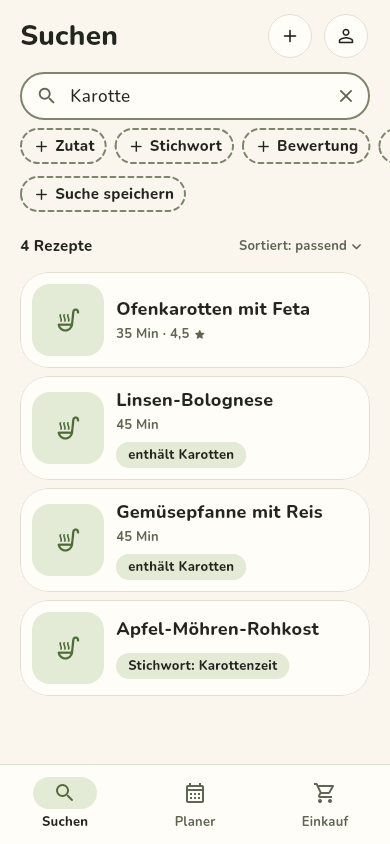 Suchen
Karotte
Zutat
Stichwort
Bewertung
Suche speichern
4 Rezepte
Sortiert: passend
Ofenkarotten mit Feta
35 Min · 4,5 ★
Linsen-Bolognese
45 Min
enthält Karotten
Gemüsepfanne mit Reis
45 Min
enthält Karotten
Apfel-Möhren-Rohkost
Stichwort: Karottenzeit
Suchen
Planer
Einkauf